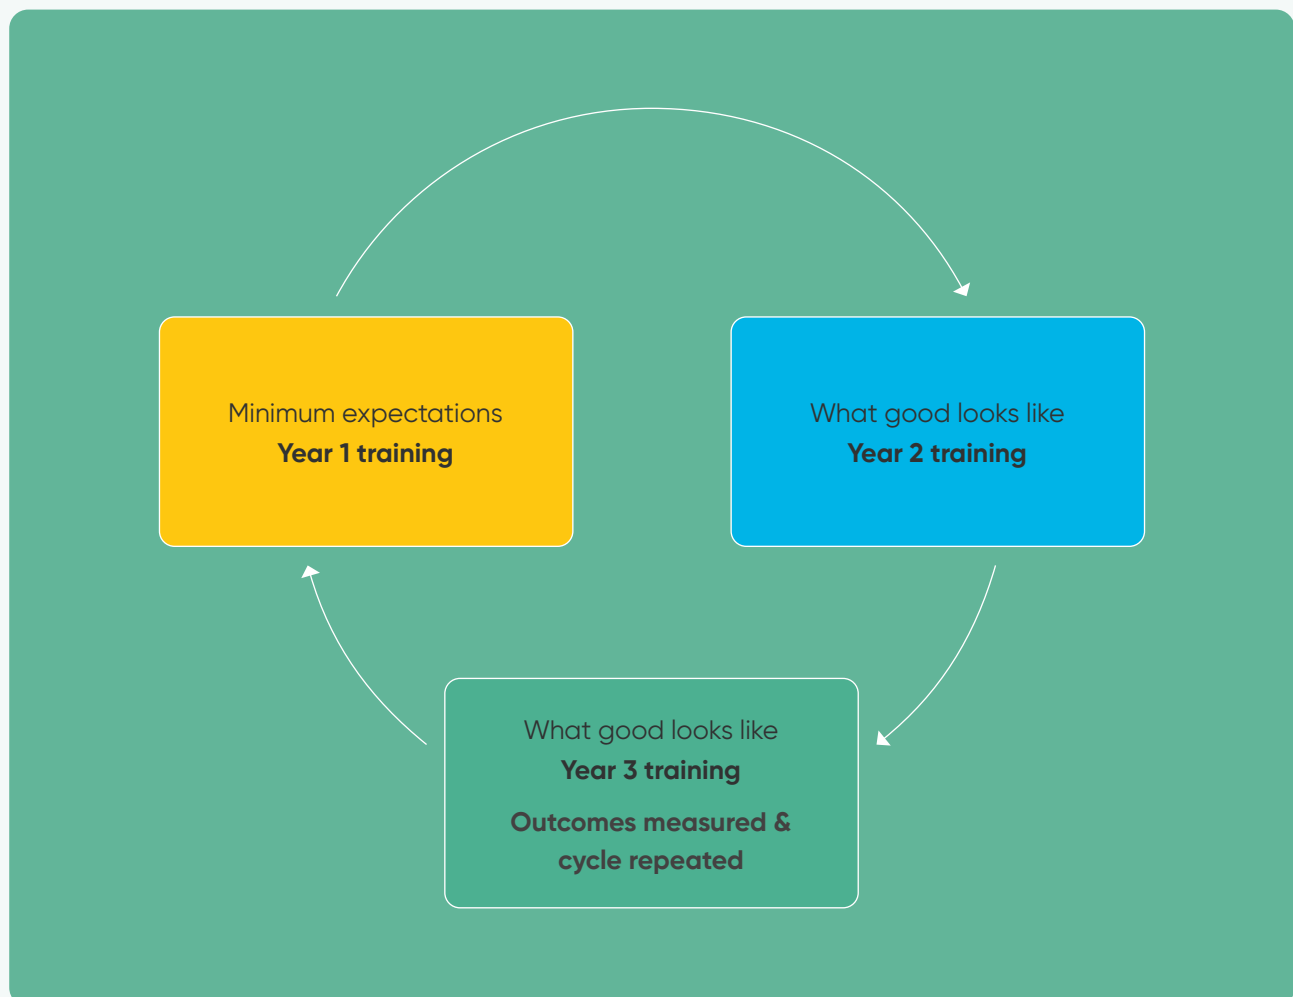 Minimum expectations
Year 1 training
What good looks like
Year 2 training
What good looks like
Year 3 training
Outcomes measured &
cycle repeated